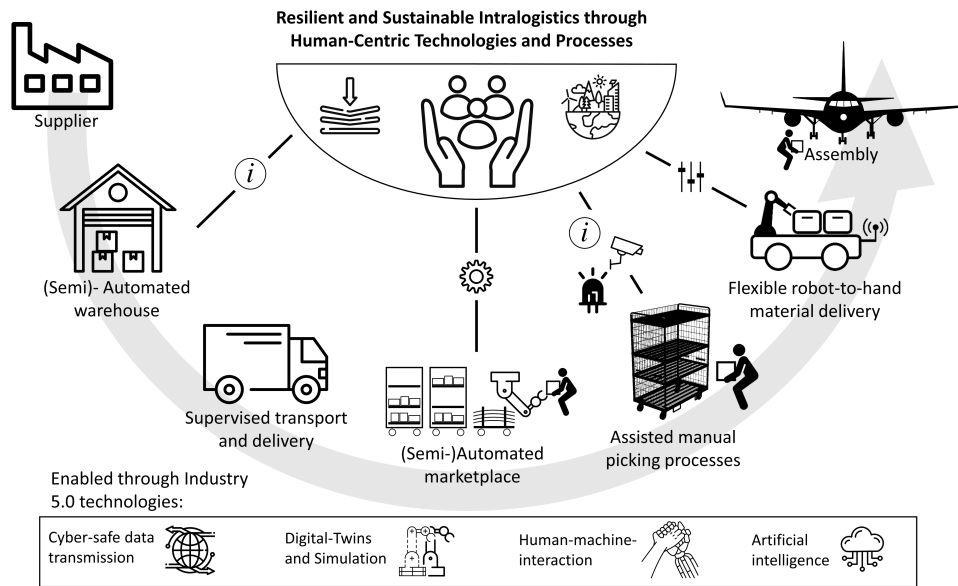 Resilient and Sustainable Intralogistics through
Human-Centric Technologies and Processes
Supplier
Assembly
i
i
(Semi)- Automated
warehouse
Flexible robot-to-hand
material delivery
Supervised transport
and delivery
(Semi-)Automated
marketplace
Assisted manual
picking processes
Enabled through Industry
5.0 technologies:
Cyber-safe data
transmission
Digital-Twins
and Simulation
Human-machine-
interaction
Artificial
intelligence